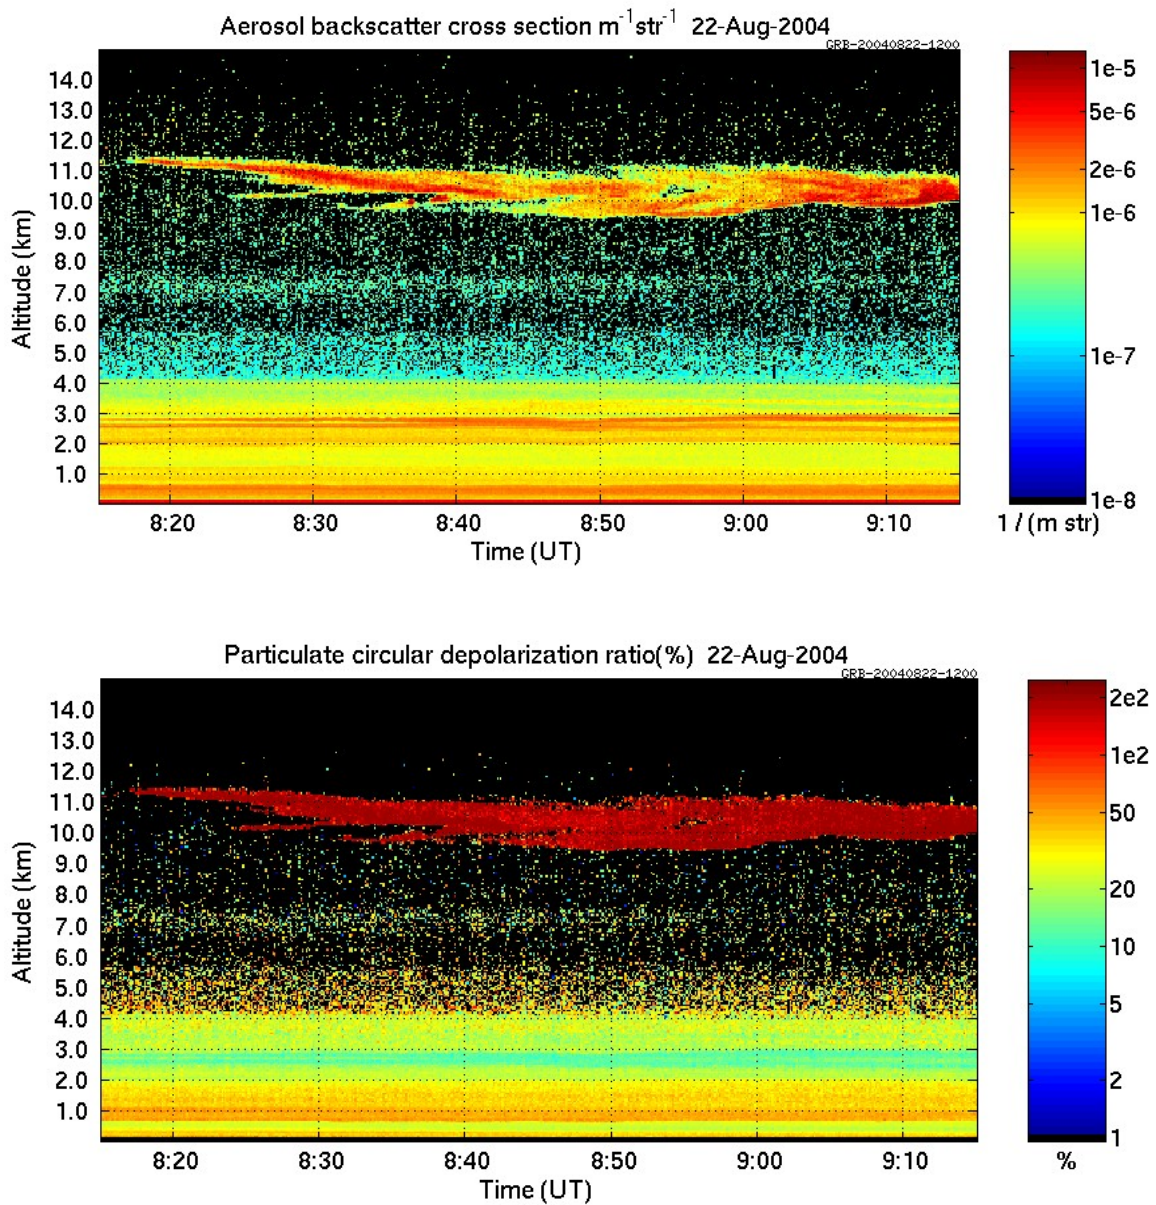 Aerosol backscatter cross section m⁻¹str⁻¹ 22-Aug-2004
GRB-20040822-1200
14.0
13.0
12.0
11.0
10.0
9.0
8.0
7.0
6.0
5.0
4.0
3.0
2.0
1.0
Altitude (km)
8:20 8:30 8:40 8:50 9:00 9:10
Time (UT)
1e-5
5e-6
2e-6
1e-6
1e-7
1e-8
1 / (m str)
Particulate circular depolarization ratio(%) 22-Aug-2004
GRB-20040822-1200
14.0
13.0
12.0
11.0
10.0
9.0
8.0
7.0
6.0
5.0
4.0
3.0
2.0
1.0
Altitude (km)
8:20 8:30 8:40 8:50 9:00 9:10
Time (UT)
2e2
1e2
50
20
10
5
2
1
%